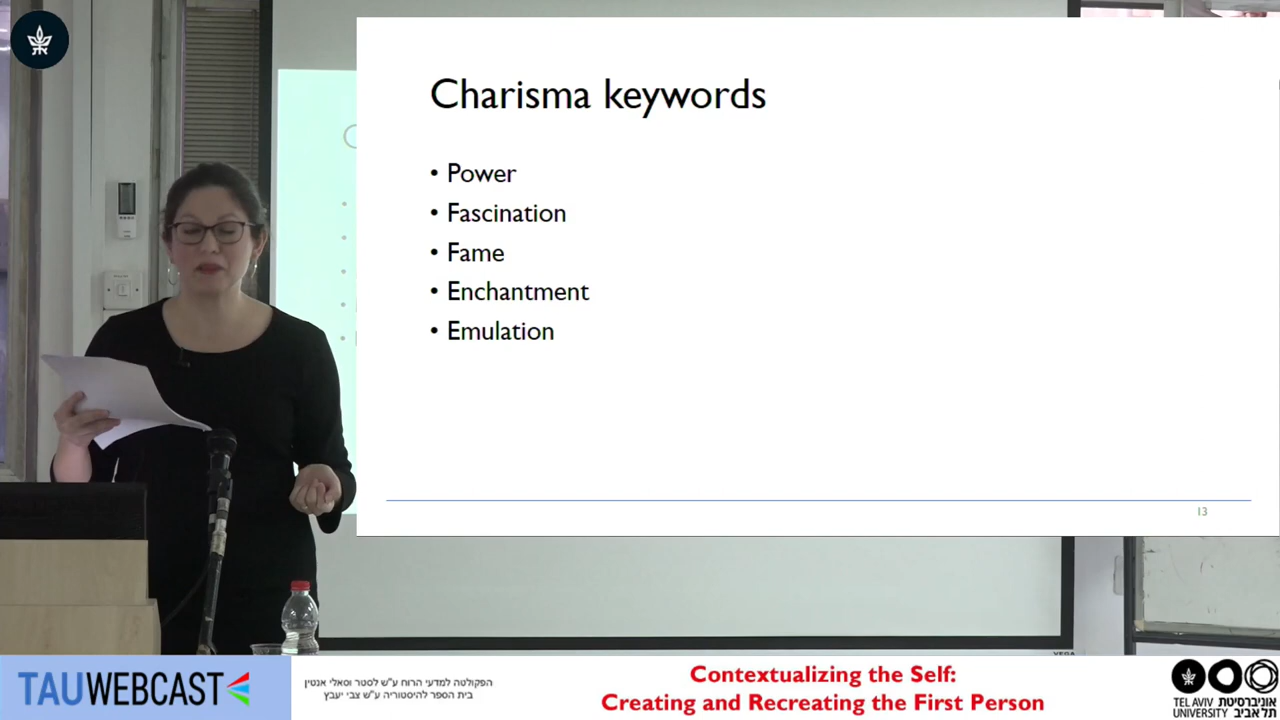 Charisma keywords
• Power
• Fascination
• Fame
• Enchantment
• Emulation
13
TAUWEBCAST
הפקולטה למדעי הרוח ע"ש לסטר וסאלי אנטין
בית הספר להיסטוריה ע"ש צבי יעבץ
Contextualizing the Self:
Creating and Recreating the First Person
TEL AVIV אוניברסיטת
UNIVERSITY תל אביב